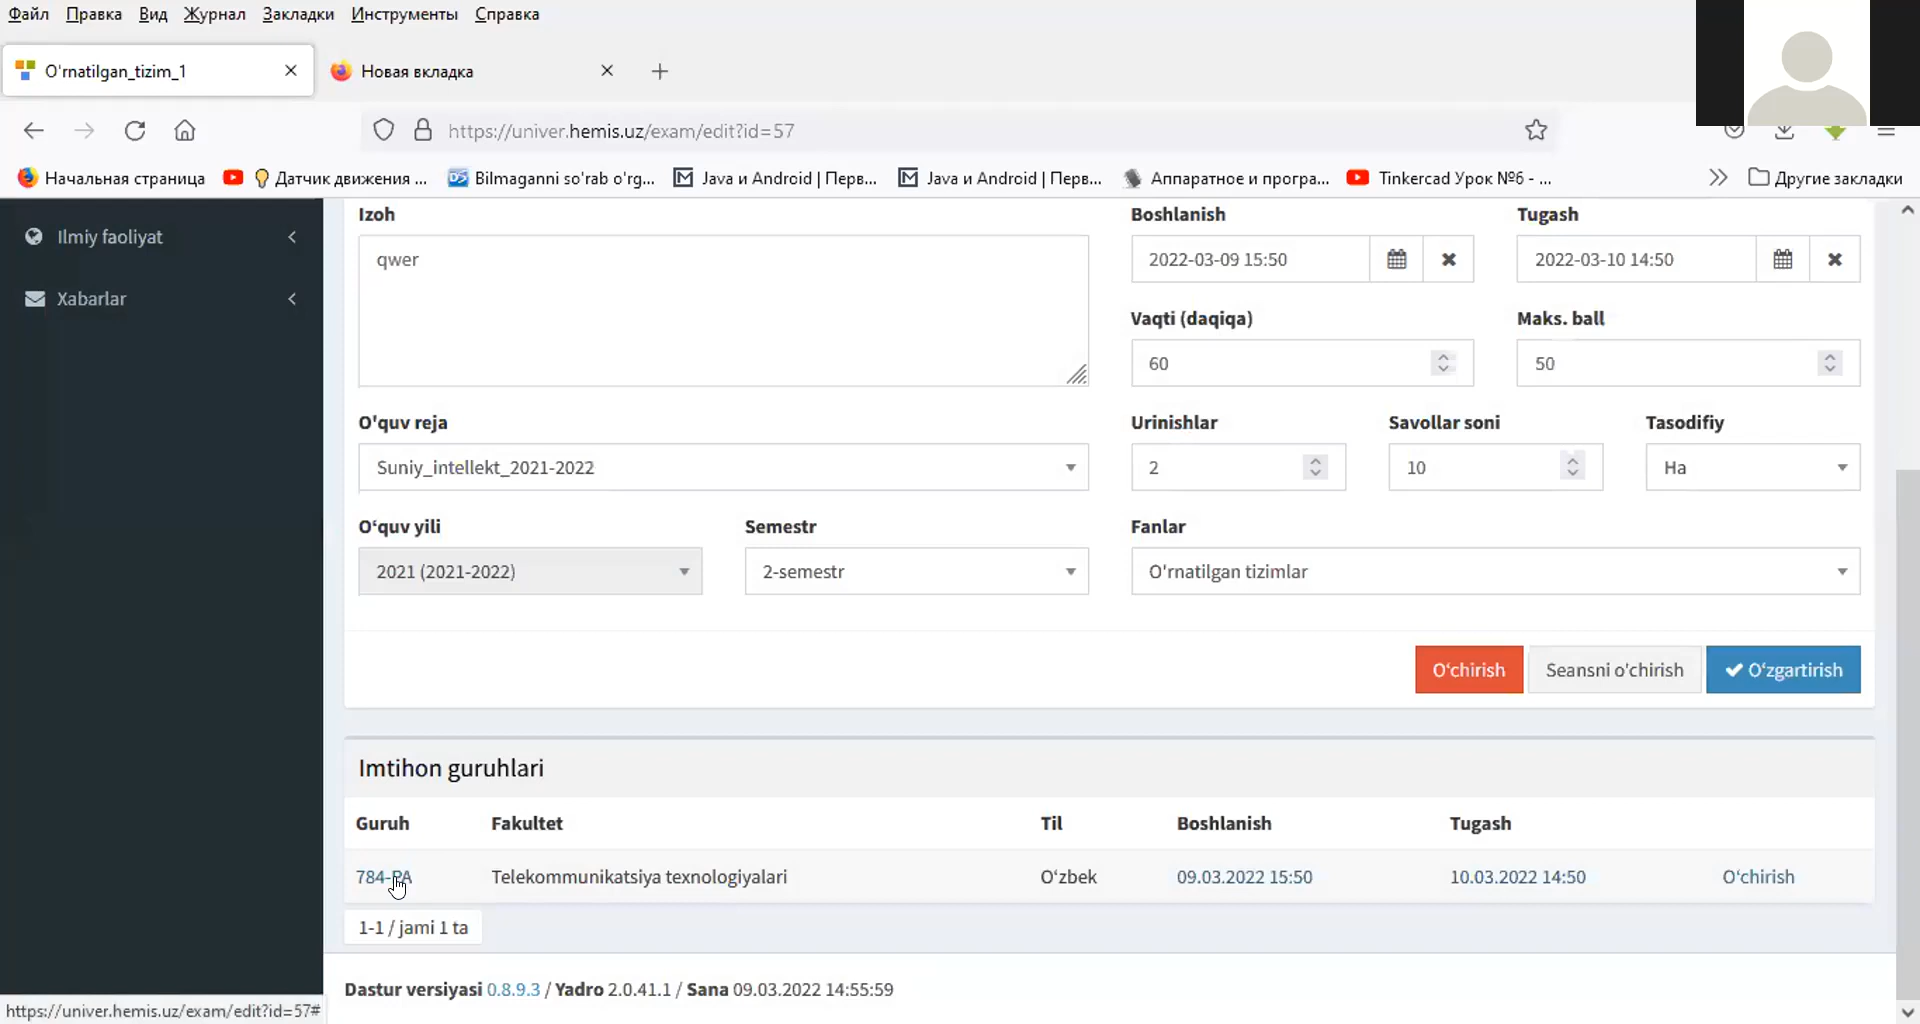 Файл Правка Вид Журнал Закладки Инструменты Справка
O'rnatilgan_tizim_1 Новая вкладка
https://univer.hemis.uz/exam/edit?id=57
Начальная страница Датчик движения ... Bilmaganni so'rab o'rg... Java и Android | Перв... Java и Android | Перв... Аппаратное и програ... Tinkercad Урок №6 - ... Другие закладки
Ilmiy faoliyat
Xabarlar
Izoh Boshlanish Tugash
qwer 2022-03-09 15:50 2022-03-10 14:50
Vaqti (daqiqa) Maks. ball
60 50
O'quv reja Urinishlar Savollar soni Tasodifiy
Suniy_intellekt_2021-2022 2 10 Ha
O‘quv yili Semestr Fanlar
2021 (2021-2022) 2-semestr O'rnatilgan tizimlar
O‘chirish Seansni o'chirish O‘zgartirish
Imtihon guruhlari
Guruh Fakultet Til Boshlanish Tugash
784-PA Telekommunikatsiya texnologiyalari O‘zbek 09.03.2022 15:50 10.03.2022 14:50 O‘chirish
1-1 / jami 1 ta
Dastur versiyasi 0.8.9.3 / Yadro 2.0.41.1 / Sana 09.03.2022 14:55:59
https://univer.hemis.uz/exam/edit?id=57#